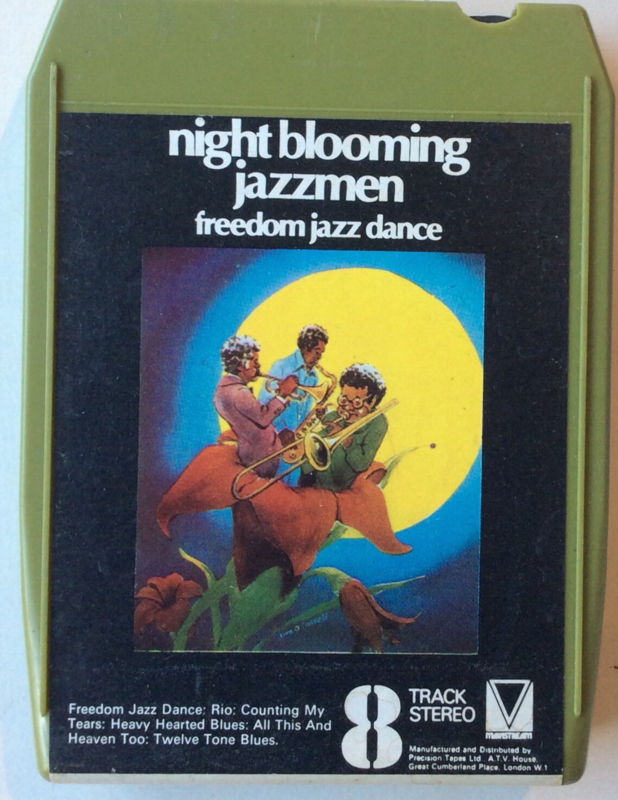 night blooming
jazzmen
freedom jazz dance
Freedom Jazz Dance: Rio: Counting My
Tears: Heavy Hearted Blues: All This And
Heaven Too: Twelve Tone Blues.
8 TRACK
STEREO
MAINSTREAM
Manufactured and Distributed by
Precision Tapes Ltd. A.T.V. House.
Great Cumberland Place. London W.1